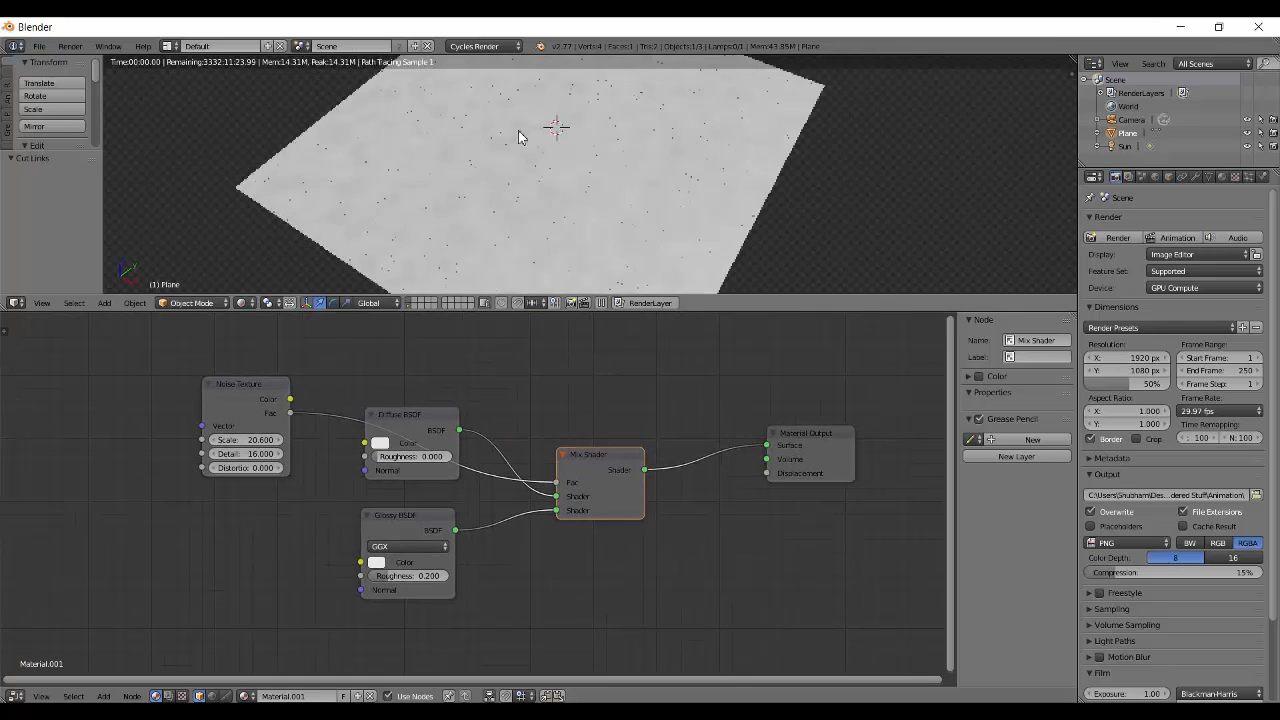 Blender
File Render Window Help Default Scene 2 Cycles Render v2.77 | Verts:4 | Faces:1 | Tris:2 | Objects:1/3 | Lamps:0/1 | Mem:43.85M | Plane
View Search All Scenes
Transform
Translate
Rotate
Scale
Mirror
Edit
Cut Links
Time:00:00.00 | Remaining:3332:11:23.99 | Mem:14.31M, Peak:14.31M | Path Tracing Sample 1
(1) Plane
View Select Add Object Object Mode Global RenderLayer
Scene
RenderLayers
World
Camera
Plane
Sun
Scene
Render
Render Animation Audio
Display: Image Editor
Feature Set: Supported
Device: GPU Compute
Dimensions
Render Presets
Resolution: Frame Range:
X: 1920 px Start Frame: 1
Y: 1080 px End Frame: 250
50% Frame Step: 1
Aspect Ratio: Frame Rate:
X: 1.000 29.97 fps
Y: 1.000 Time Remapping:
Border Crop : 100 N: 100
Metadata
Output
C:\Users\Shubham\Des...dered Stuff\Animation\
Overwrite File Extensions
Placeholders Cache Result
PNG BW RGB RGBA
Color Depth: 8 16
Compression: 15%
Freestyle
Sampling
Volume Sampling
Light Paths
Motion Blur
Film
Exposure: 1.00 Blackman-Harris
Noise Texture
Color
Fac
Vector
Scale: 20.600
Detail: 16.000
Distortio: 0.000
Diffuse BSDF
BSDF
Color
Roughness: 0.000
Normal
Glossy BSDF
BSDF
GGX
Color
Roughness: 0.200
Normal
Mix Shader
Shader
Fac
Shader
Shader
Material Output
Surface
Volume
Displacement
Node
Name: Mix Shader
Label:
Color
Properties
Grease Pencil
New
New Layer
Material.001
View Select Add Node Material.001 F Use Nodes